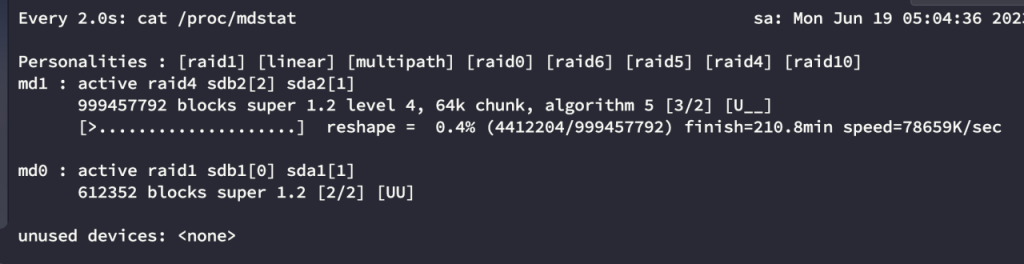 Every 2.0s: cat /proc/mdstat sa: Mon Jun 19 05:04:36
Personalities : [raid1] [linear] [multipath] [raid0] [raid6] [raid5] [raid4] [raid10]
md1 : active raid4 sdb2[2] sda2[1]
999457792 blocks super 1.2 level 4, 64k chunk, algorithm 5 [3/2] [U__]
[>....................] reshape = 0.4% (4412204/999457792) finish=210.8min speed=78659K/sec
md0 : active raid1 sdb1[0] sda1[1]
612352 blocks super 1.2 [2/2] [UU]
unused devices: <none>